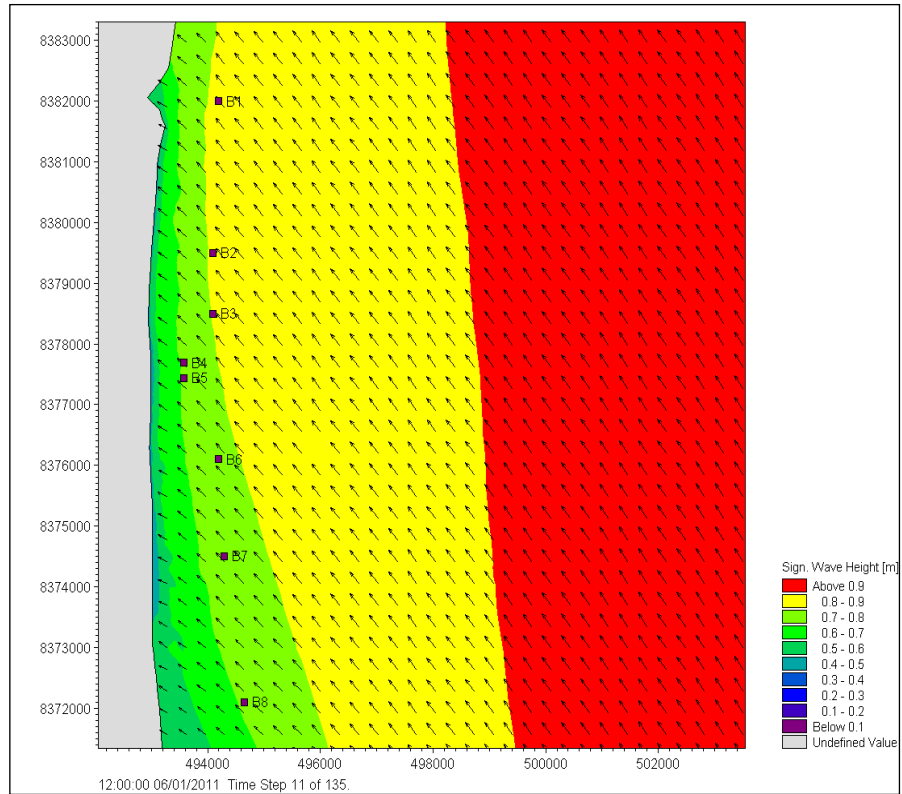 8383000
8382000
B1
8381000
8380000
B2
8379000
B3
8378000
B4
B5
8377000
8376000
B6
8375000
B7
8374000
8373000
8372000
B8
494000 496000 498000 500000 502000
12:00:00 06/01/2011 Time Step 11 of 135.
Sign. Wave Height [m]
Above 0.9
0.8 - 0.9
0.7 - 0.8
0.6 - 0.7
0.5 - 0.6
0.4 - 0.5
0.3 - 0.4
0.2 - 0.3
0.1 - 0.2
Below 0.1
Undefined Value